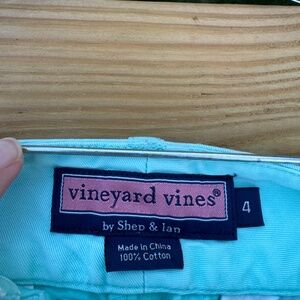 vineyard vines®
by Shep & Ian
4
Made in China
100% Cotton